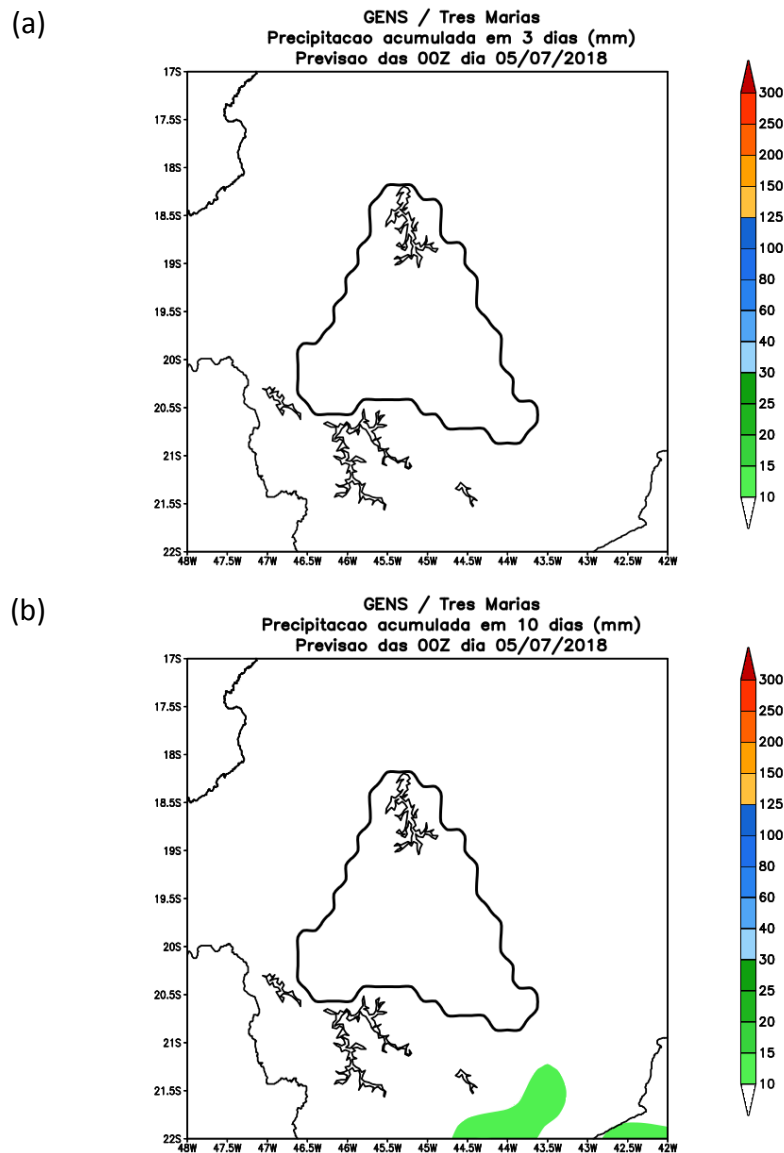 (a)
GENS / Tres Marias
Precipitacao acumulada em 3 dias (mm)
Previsao das 00Z dia 05/07/2018
17S
17.5S
18S
18.5S
19S
19.5S
20S
20.5S
21S
21.5S
22S
48W 47.5W 47W 46.5W 46W 45.5W 45W 44.5W 44W 43.5W 43W 42.5W 42W
300
250
200
150
125
100
80
60
40
30
25
20
15
10
(b)
GENS / Tres Marias
Precipitacao acumulada em 10 dias (mm)
Previsao das 00Z dia 05/07/2018
17S
17.5S
18S
18.5S
19S
19.5S
20S
20.5S
21S
21.5S
22S
48W 47.5W 47W 46.5W 46W 45.5W 45W 44.5W 44W 43.5W 43W 42.5W 42W
300
250
200
150
125
100
80
60
40
30
25
20
15
10